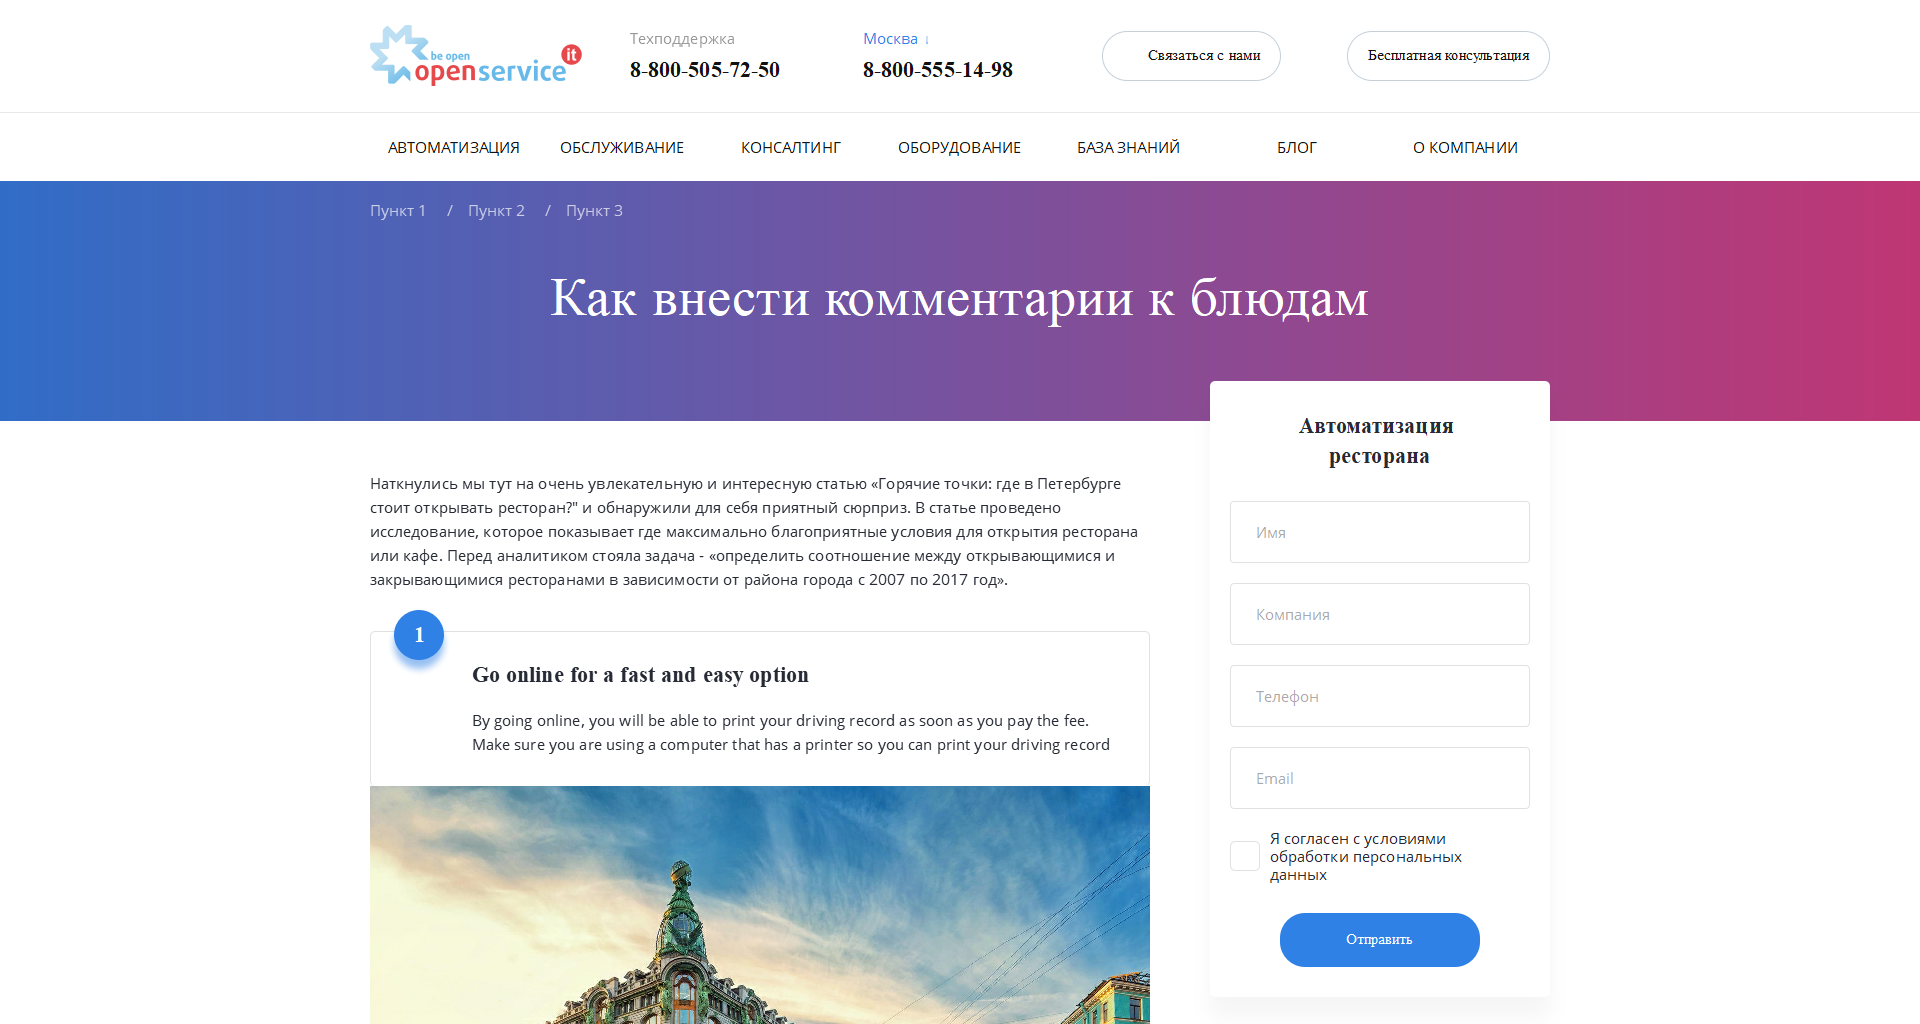 be open
openservice it
Техподдержка
8-800-505-72-50
Москва ↓
8-800-555-14-98
Связаться с нами
Бесплатная консультация
АВТОМАТИЗАЦИЯ
ОБСЛУЖИВАНИЕ
КОНСАЛТИНГ
ОБОРУДОВАНИЕ
БАЗА ЗНАНИЙ
БЛОГ
О КОМПАНИИ
Пункт 1 / Пункт 2 / Пункт 3
Как внести комментарии к блюдам
Наткнулись мы тут на очень увлекательную и интересную статью «Горячие точки: где в Петербурге
стоит открывать ресторан?" и обнаружили для себя приятный сюрприз. В статье проведено
исследование, которое показывает где максимально благоприятные условия для открытия ресторана
или кафе. Перед аналитиком стояла задача - «определить соотношение между открывающимися и
закрывающимися ресторанами в зависимости от района города с 2007 по 2017 год».
1
Go online for a fast and easy option
By going online, you will be able to print your driving record as soon as you pay the fee.
Make sure you are using a computer that has a printer so you can print your driving record
Автоматизация
ресторана
Имя
Компания
Телефон
Email
Я согласен с условиями
обработки персональных
данных
Отправить